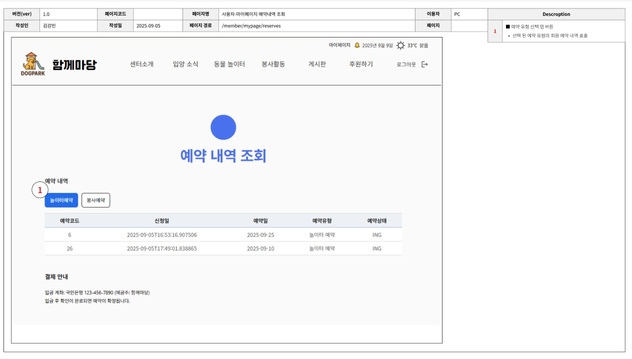 버전(ver) 1.0 페이지코드 페이지명 사용자-마이페이지 예약내역 조회 이용자 PC Descroption
작성인 김강민 작성일 2025-09-05 페이지 경로 /member/mypage/reserves 페이지
1 ■ 예약 유형 선택 탭 버튼
• 선택 된 예약 유형의 회원 예약 내역 출출
마이페이지 2025년 9월 8일 33°C 맑음
DOGPARK 함께마당 센터소개 입양 소식 동물 놀이터 봉사활동 게시판 후원하기 로그아웃
예약 내역 조회
예약 내역
1
놀이터예약 봉사예약
예약코드 신청일 예약일 예약유형 예약상태
6 2025-09-05T16:53:16.907506 2025-09-25 놀이터 예약 ING
26 2025-09-05T17:49:01.838865 2025-09-10 놀이터 예약 ING
결제 안내
입금 계좌: 국민은행 123-456-7890 (예금주: 함께마당)
입금 후 확인이 완료되면 예약이 확정됩니다.